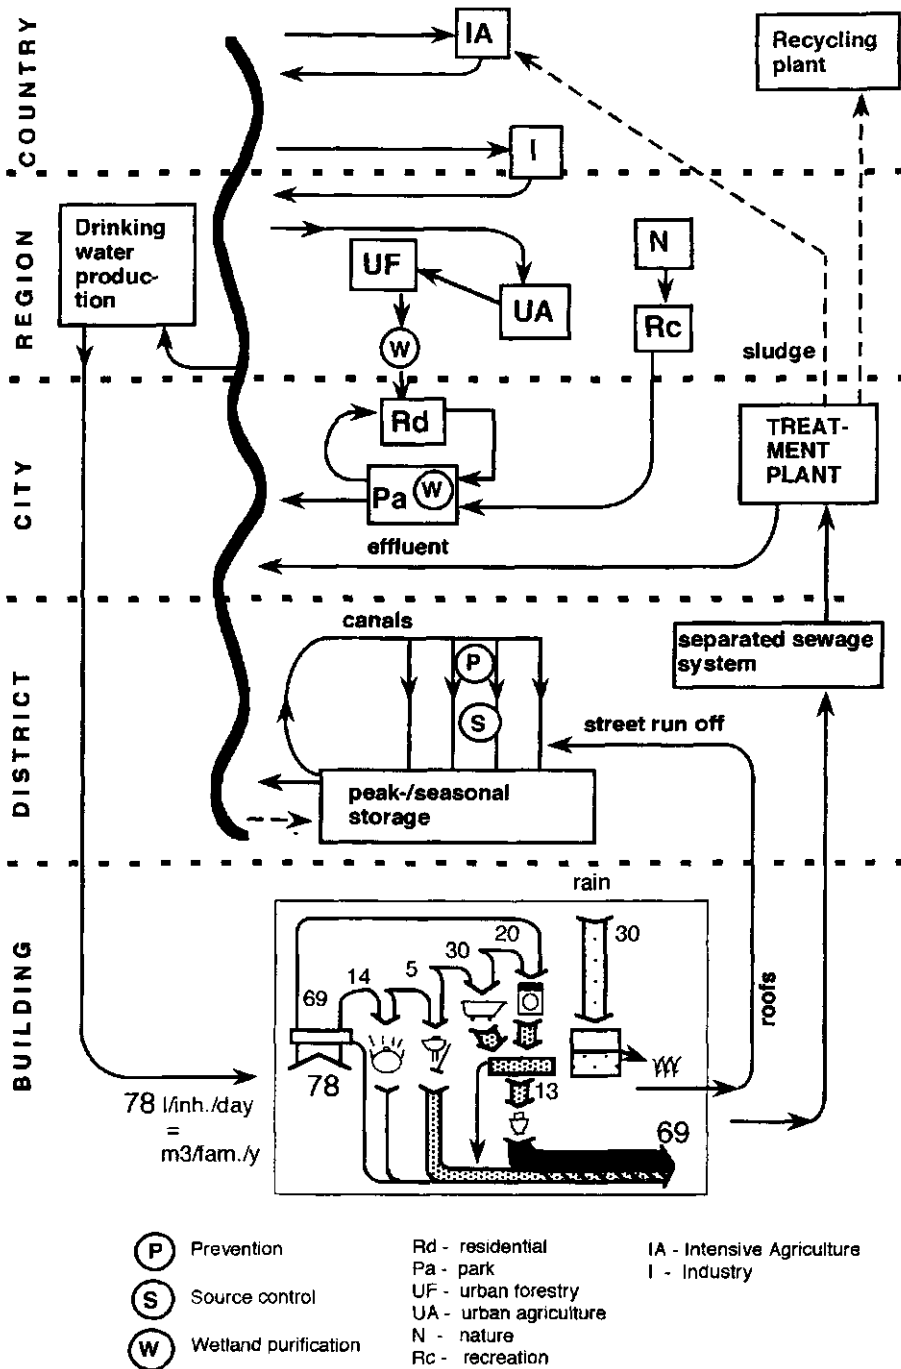 COUNTRY
IA
Recycling
plant
I
REGION
Drinking
water
produc-
tion
UF
UA
N
Rc
W
sludge
CITY
Rd
Pa
W
TREAT-
MENT
PLANT
effluent
DISTRICT
canals
P
S
separated sewage
system
street run off
peak-/seasonal
storage
BUILDING
rain
30
20
30
5
14
69
78
13
69
roofs
78 l/inh./day
=
m3/fam./y
P Prevention
S Source control
W Wetland purification
Rd - residential
Pa - park
UF - urban forestry
UA - urban agriculture
N - nature
Rc - recreation
IA - Intensive Agriculture
I - Industry